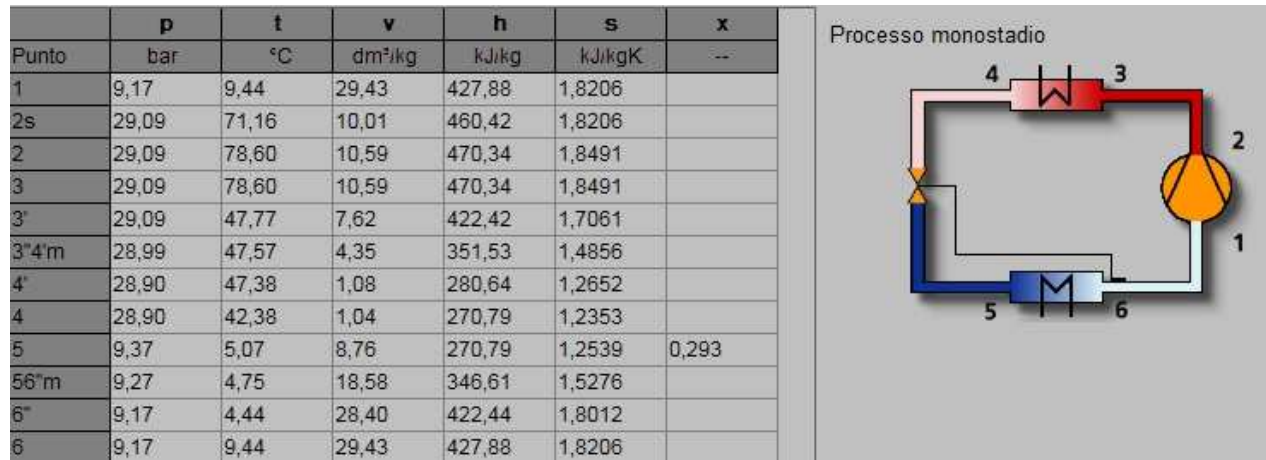 p t v h s x
Punto bar °C dm³/kg kJ/kg kJ/kgK --
1 9,17 9,44 29,43 427,88 1,8206
2s 29,09 71,16 10,01 460,42 1,8206
2 29,09 78,60 10,59 470,34 1,8491
3 29,09 78,60 10,59 470,34 1,8491
3" 29,09 47,77 7,62 422,42 1,7061
3"4'm 28,99 47,57 4,35 351,53 1,4856
4' 28,90 47,38 1,08 280,64 1,2652
4 28,90 42,38 1,04 270,79 1,2353
5 9,37 5,07 8,76 270,79 1,2539 0,293
56"m 9,27 4,75 18,58 346,61 1,5276
6" 9,17 4,44 28,40 422,44 1,8012
6 9,17 9,44 29,43 427,88 1,8206
Processo monostadio
4 3
2
1
5 6